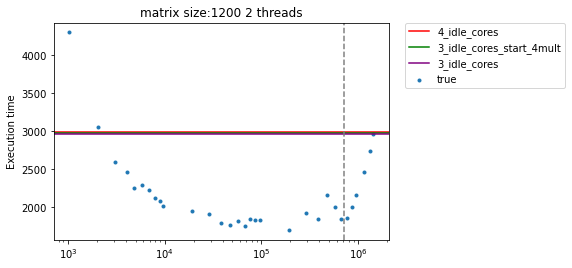 matrix size:1200 2 threads
4_idle_cores
3_idle_cores_start_4mult
3_idle_cores
true
Execution time
4000
3500
3000
2500
2000
10³
10⁴
10⁵
10⁶